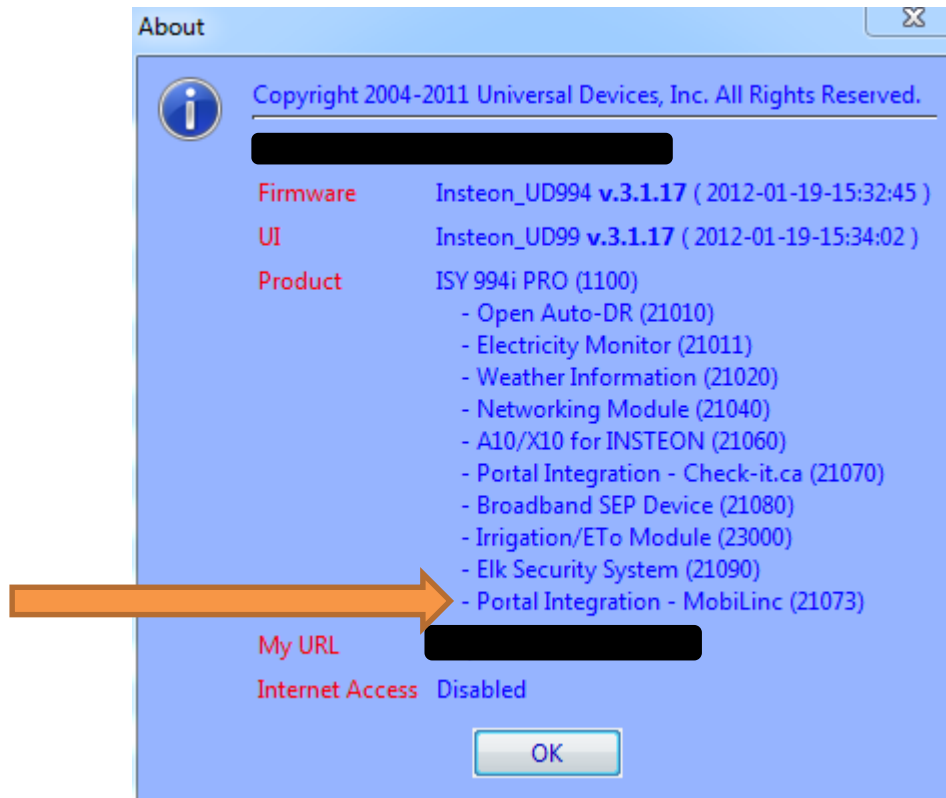 About
Copyright 2004-2011 Universal Devices, Inc. All Rights Reserved.
Firmware Insteon_UD994 v.3.1.17 ( 2012-01-19-15:32:45 )
UI Insteon_UD99 v.3.1.17 ( 2012-01-19-15:34:02 )
Product ISY 994i PRO (1100)
- Open Auto-DR (21010)
- Electricity Monitor (21011)
- Weather Information (21020)
- Networking Module (21040)
- A10/X10 for INSTEON (21060)
- Portal Integration - Check-it.ca (21070)
- Broadband SEP Device (21080)
- Irrigation/ETo Module (23000)
- Elk Security System (21090)
- Portal Integration - MobiLinc (21073)
My URL
Internet Access Disabled
OK